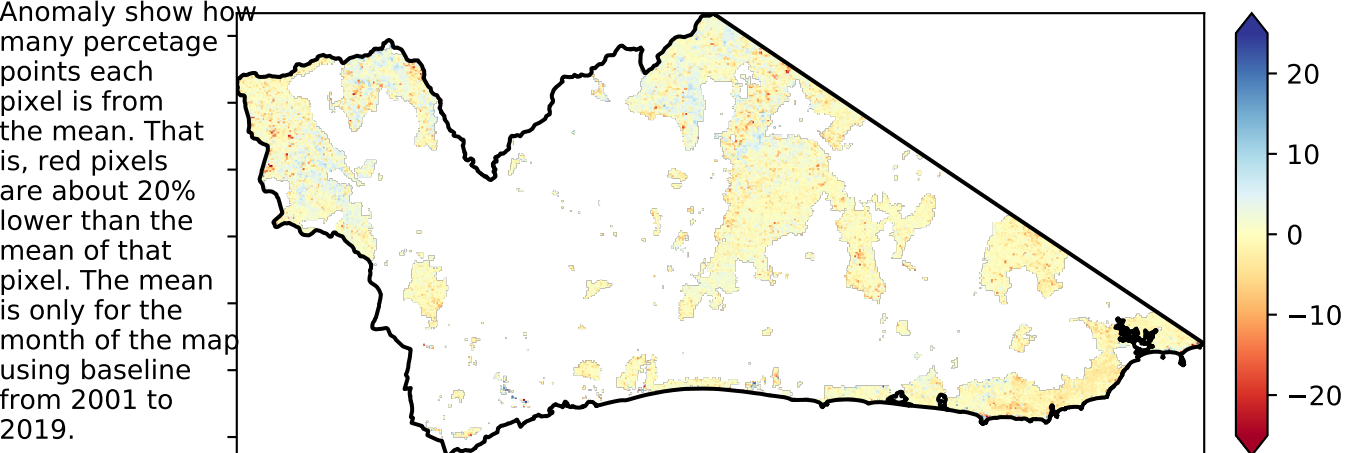 Anomaly show how
many percetage
points each
pixel is from
the mean. That
is, red pixels
are about 20%
lower than the
mean of that
pixel. The mean
is only for the
month of the map
using baseline
from 2001 to
2019.
20
10
0
−10
−20